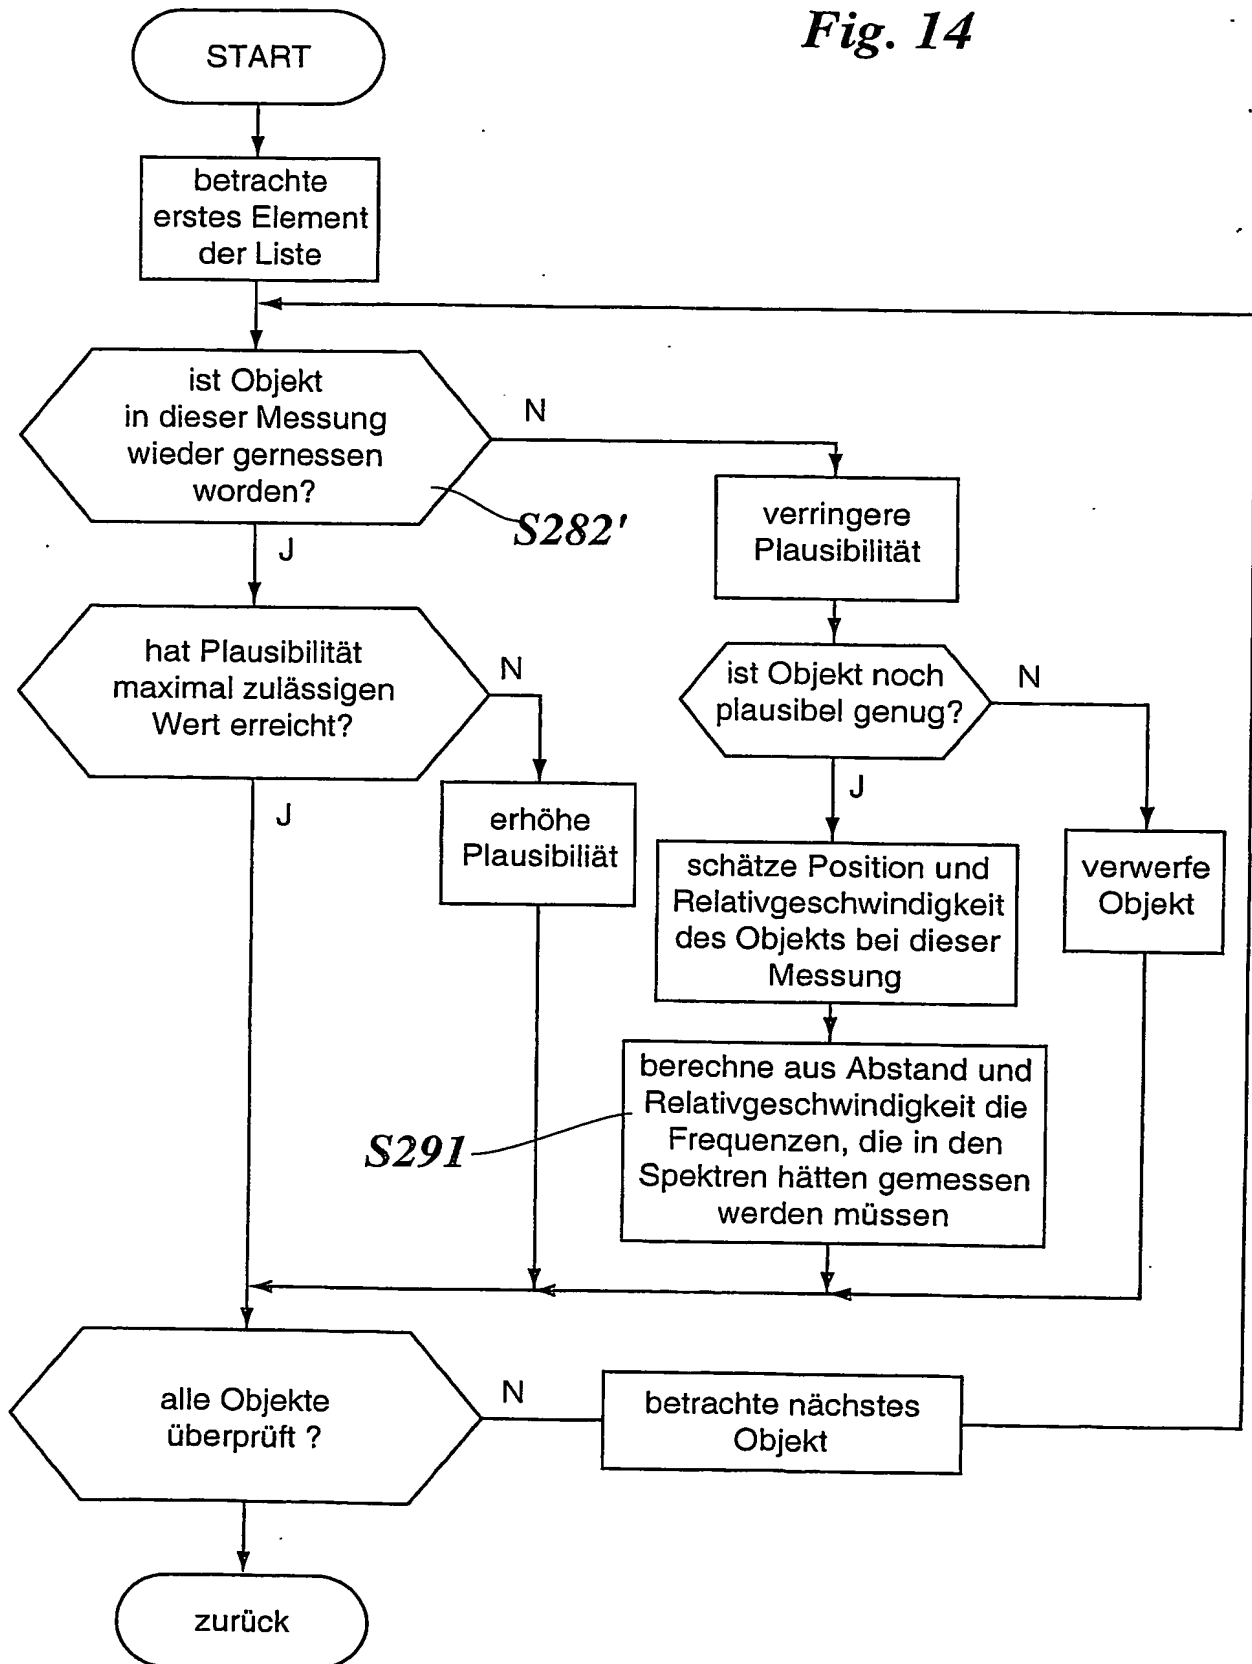 Fig. 14
START
betrachte
erstes Element
der Liste
ist Objekt
in dieser Messung
wieder gernessen
worden?
N
S282'
J
verringere
Plausibilität
hat Plausibilität
maximal zulässigen
Wert erreicht?
N
ist Objekt noch
plausibel genug?
N
J
J
erhöhe
Plausibiliät
schätze Position und
Relativgeschwindigkeit
des Objekts bei dieser
Messung
verwerfe
Objekt
berechne aus Abstand und
Relativgeschwindigkeit die
Frequenzen, die in den
Spektren hätten gemessen
werden müssen
S291
alle Objekte
überprüft ?
N
betrachte nächstes
Objekt
zurück